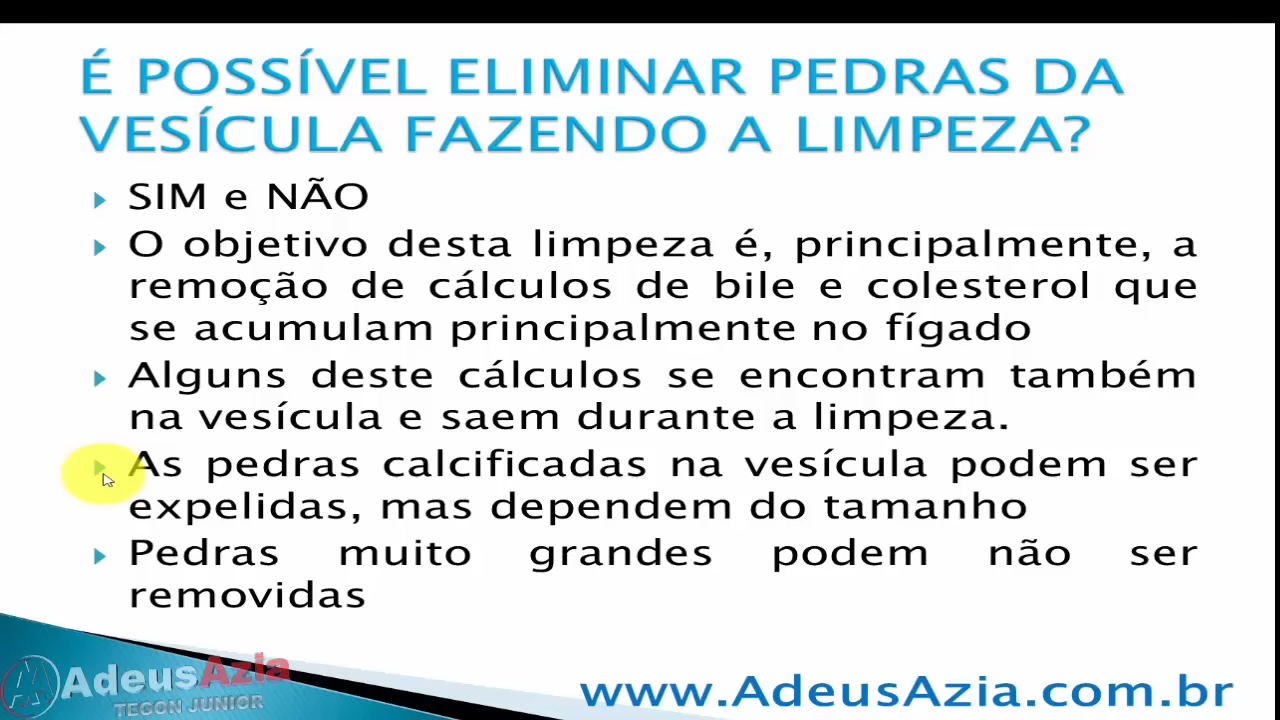 É POSSÍVEL ELIMINAR PEDRAS DA
VESÍCULA FAZENDO A LIMPEZA?
SIM e NÃO
O objetivo desta limpeza é, principalmente, a
remoção de cálculos de bile e colesterol que
se acumulam principalmente no fígado
Alguns deste cálculos se encontram também
na vesícula e saem durante a limpeza.
As pedras calcificadas na vesícula podem ser
expelidas, mas dependem do tamanho
Pedras muito grandes podem não ser
removidas
AdeusAzia
TECON JUNIOR
www.AdeusAzia.com.br